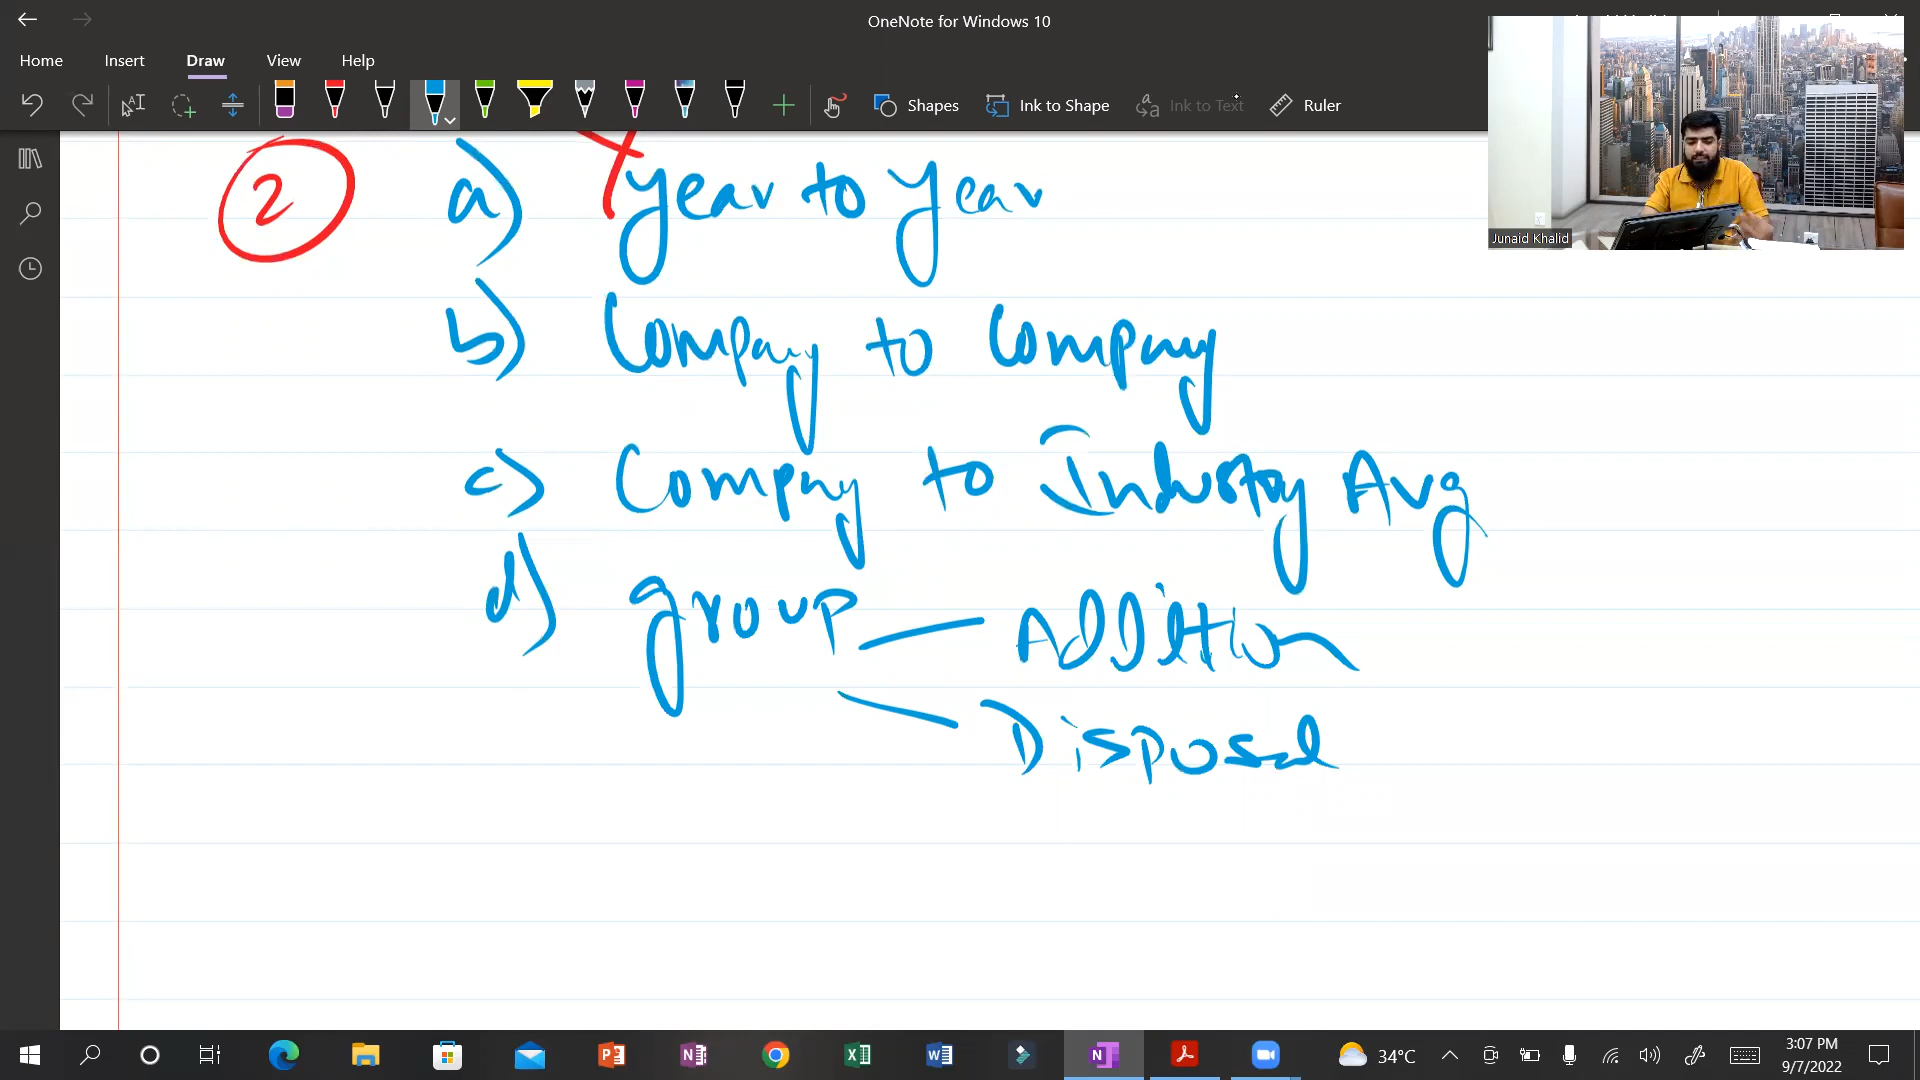 OneNote for Windows 10
Home Insert Draw View Help
Shapes Ink to Shape Ink to Text Ruler
Junaid Khalid
2 a) year to year
b) Company to Company
c) Company to Industry Avg
d) group — Addition
Disposal
34°C 3:07 PM
9/7/2022